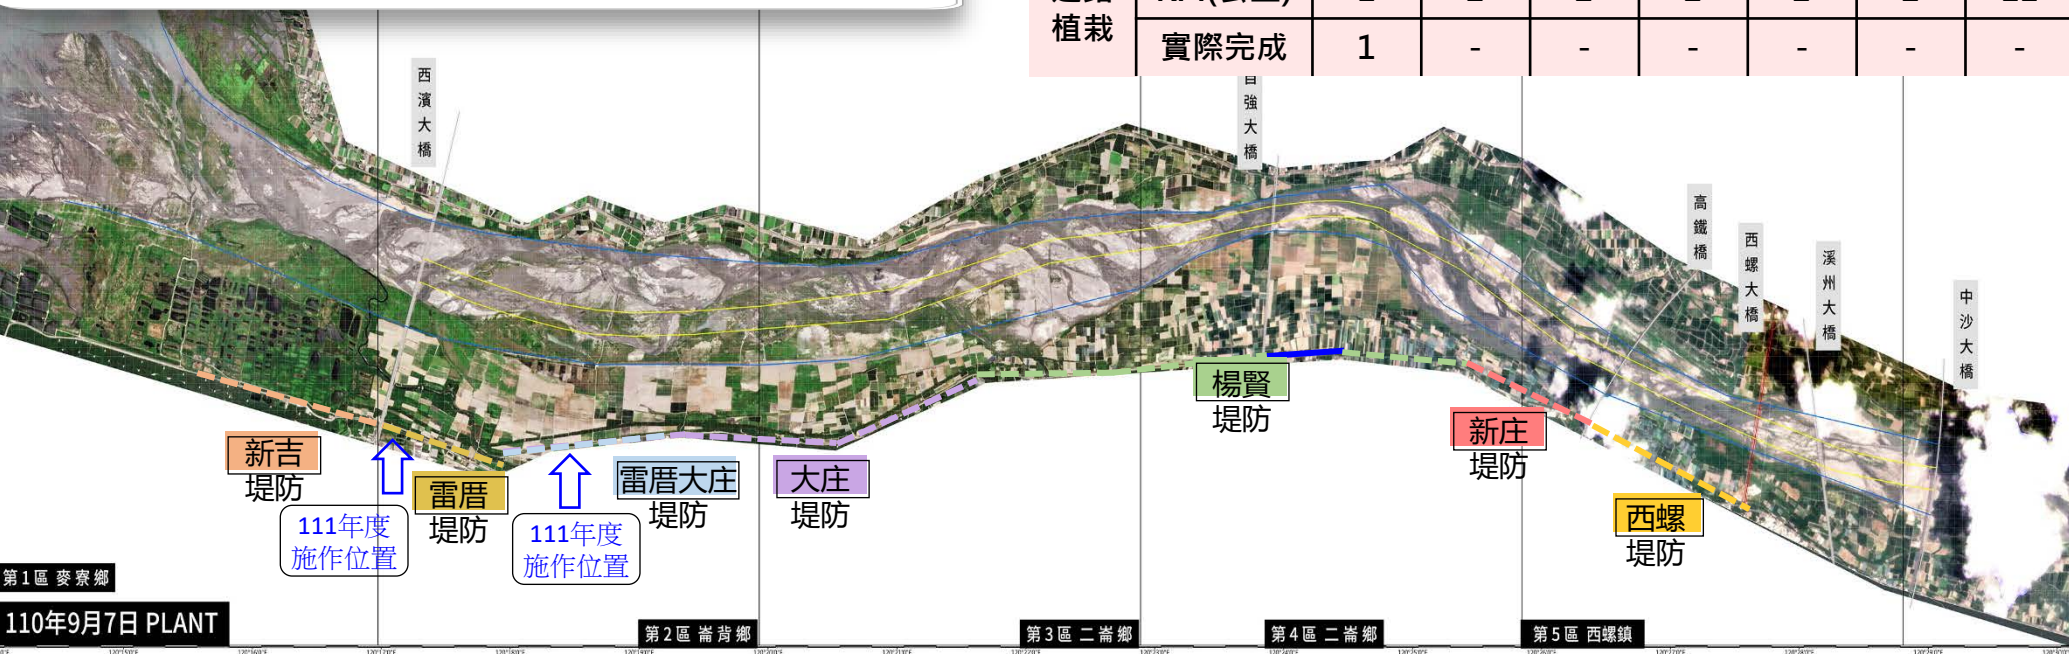 植栽
實際完成 1 - - - - - -
西濱大橋
自強大橋
高鐵橋
西螺大橋
溪州大橋
中沙大橋
新吉
堤防
雷厝
堤防
雷厝大庄
堤防
大庄
堤防
楊賢
堤防
新庄
堤防
西螺
堤防
111年度
施作位置
111年度
施作位置
第1區 麥寮鄉
110年9月7日 PLANT
第2區 崙背鄉
第3區 二崙鄉
第4區 二崙鄉
第5區 西螺鎮